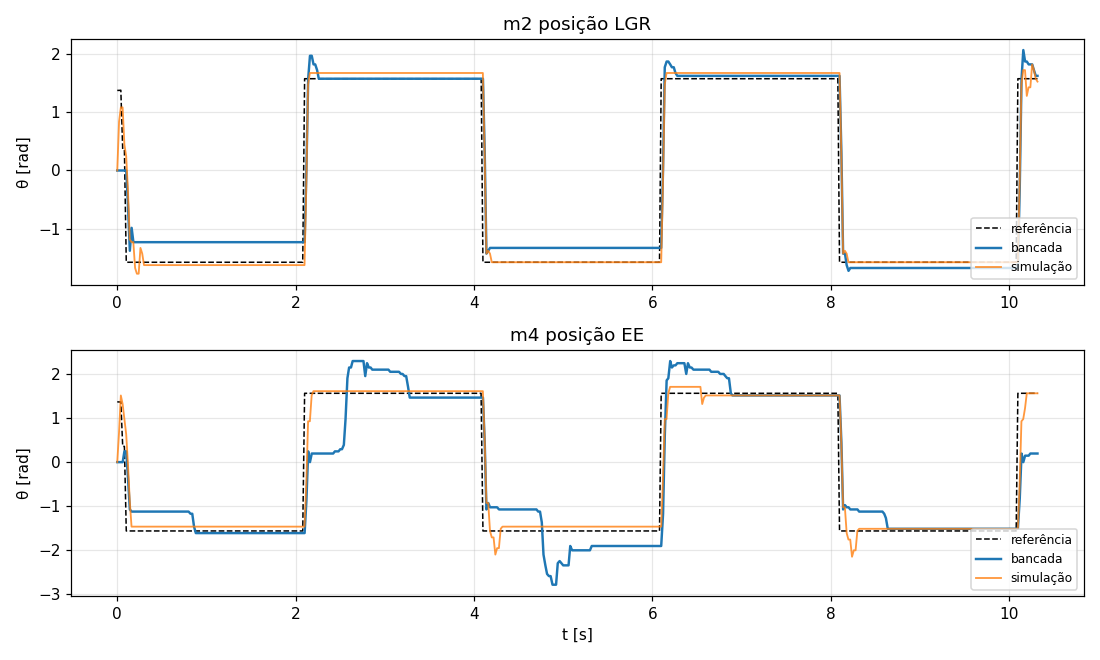 m2 posição LGR
θ [rad]
2
1
0
−1
referência
bancada
simulação
0 2 4 6 8 10
m4 posição EE
θ [rad]
2
1
0
−1
−2
−3
referência
bancada
simulação
0 2 4 6 8 10
t [s]